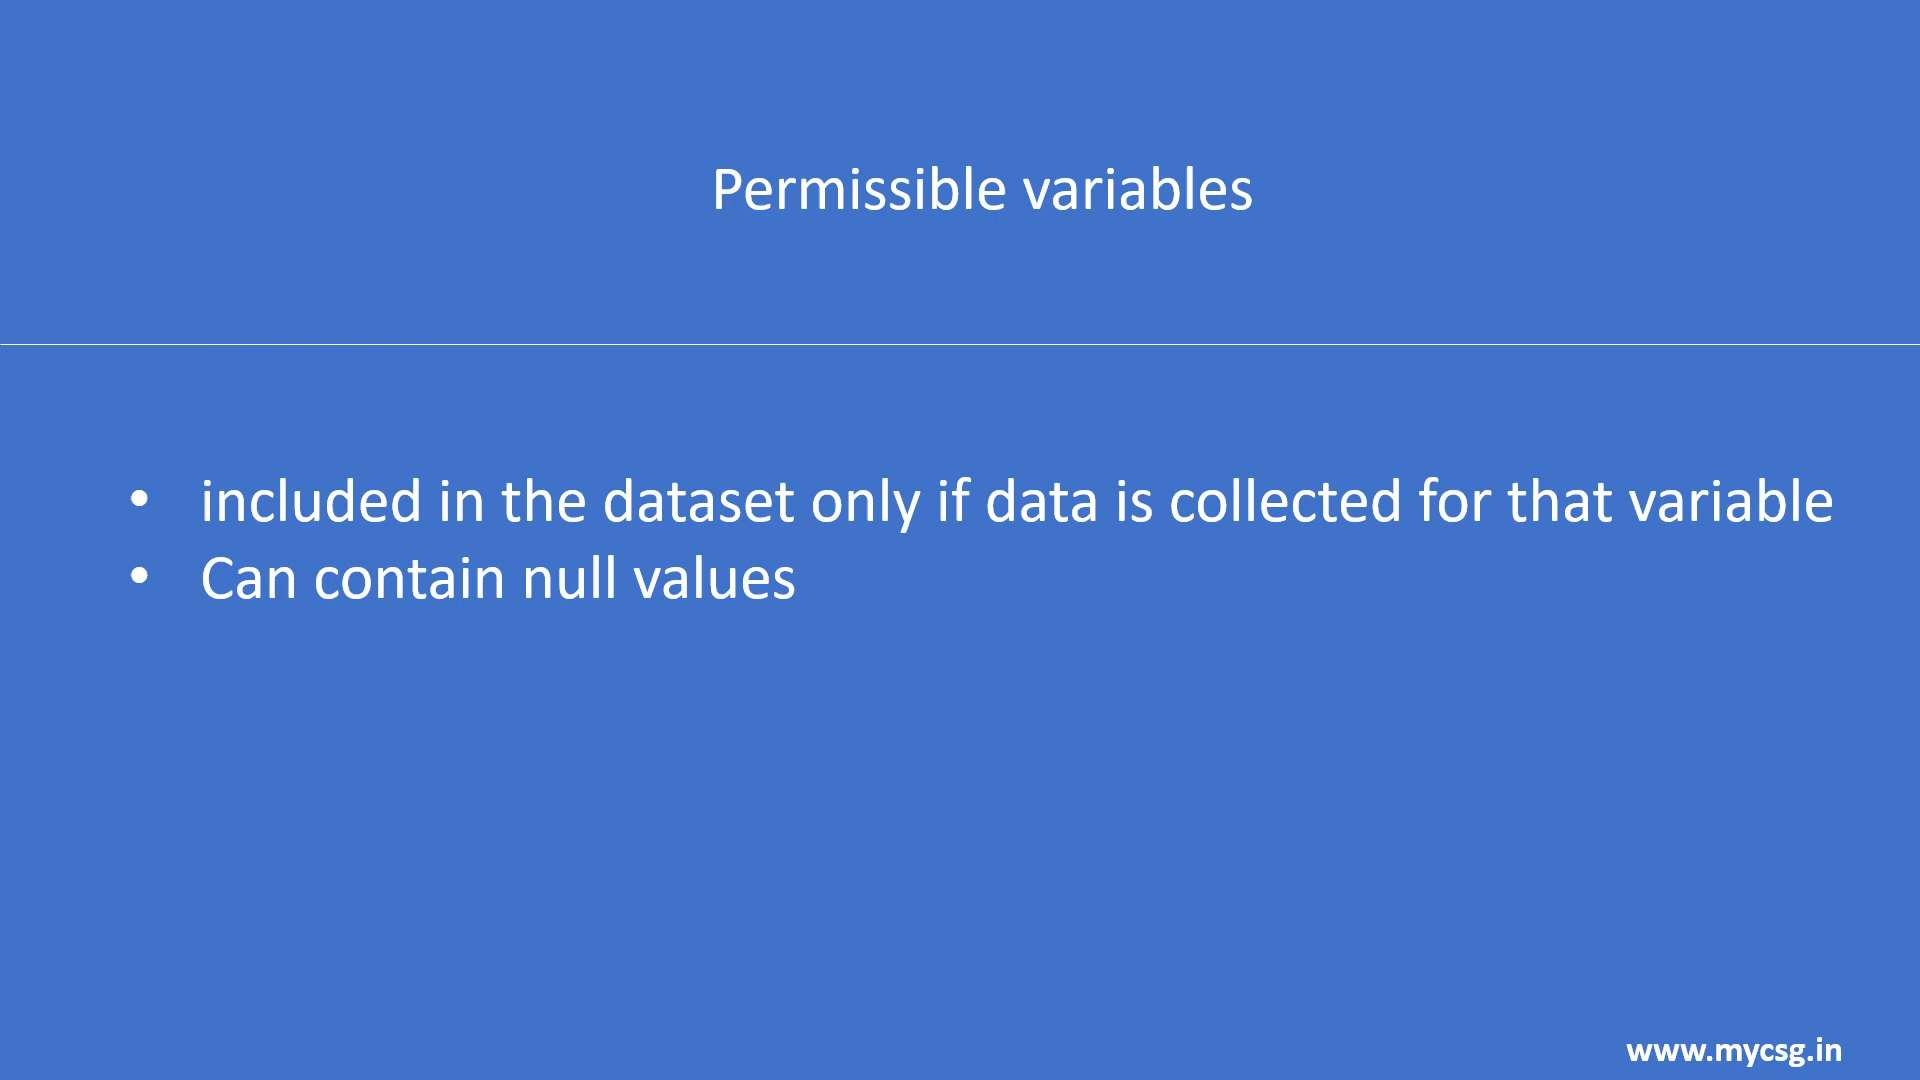 Permissible variables
• included in the dataset only if data is collected for that variable
• Can contain null values
www.mycsg.in